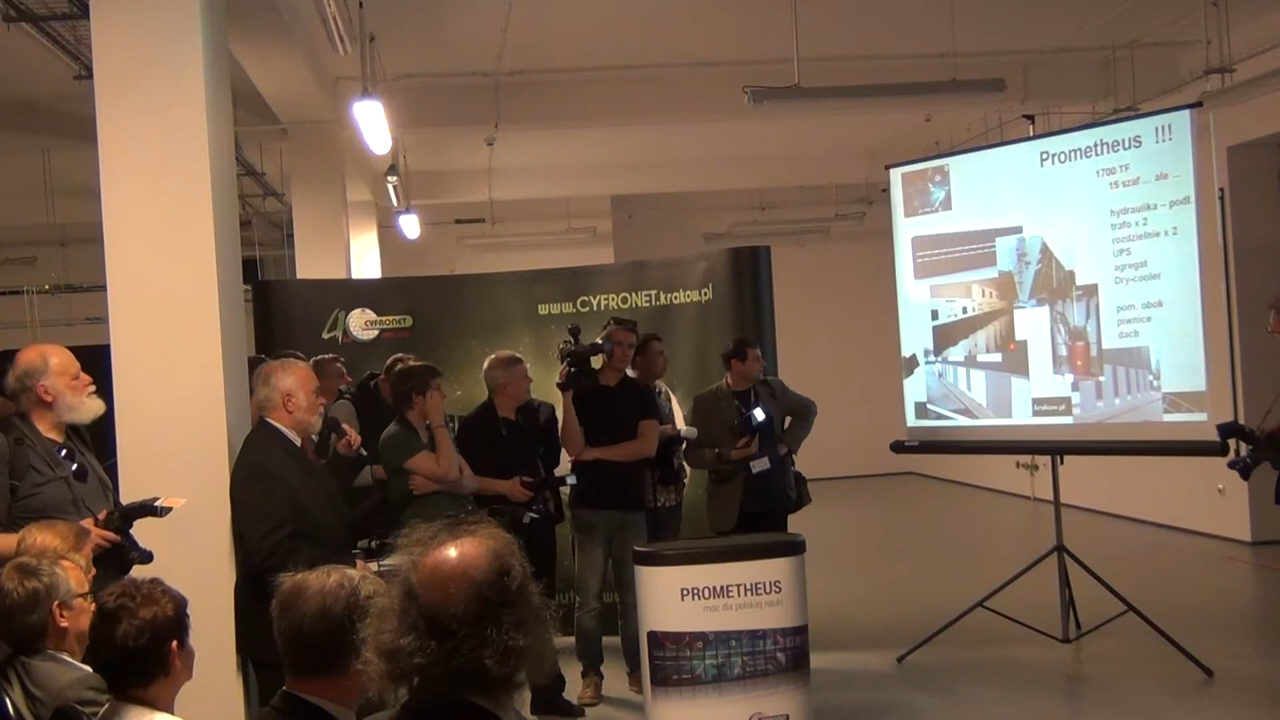 www.CYFRONET.krakow.pl
40
CYFRONET
Prometheus !!!
1700 TF
15 szaf ... ale ...
hydraulika – podł.
trafo x 2
rozdzielnie x 2
UPS
agregat
Dry-cooler
pom. obok
piwnice
dach
krakow.pl
PROMETHEUS
moc dla polskiej nauki